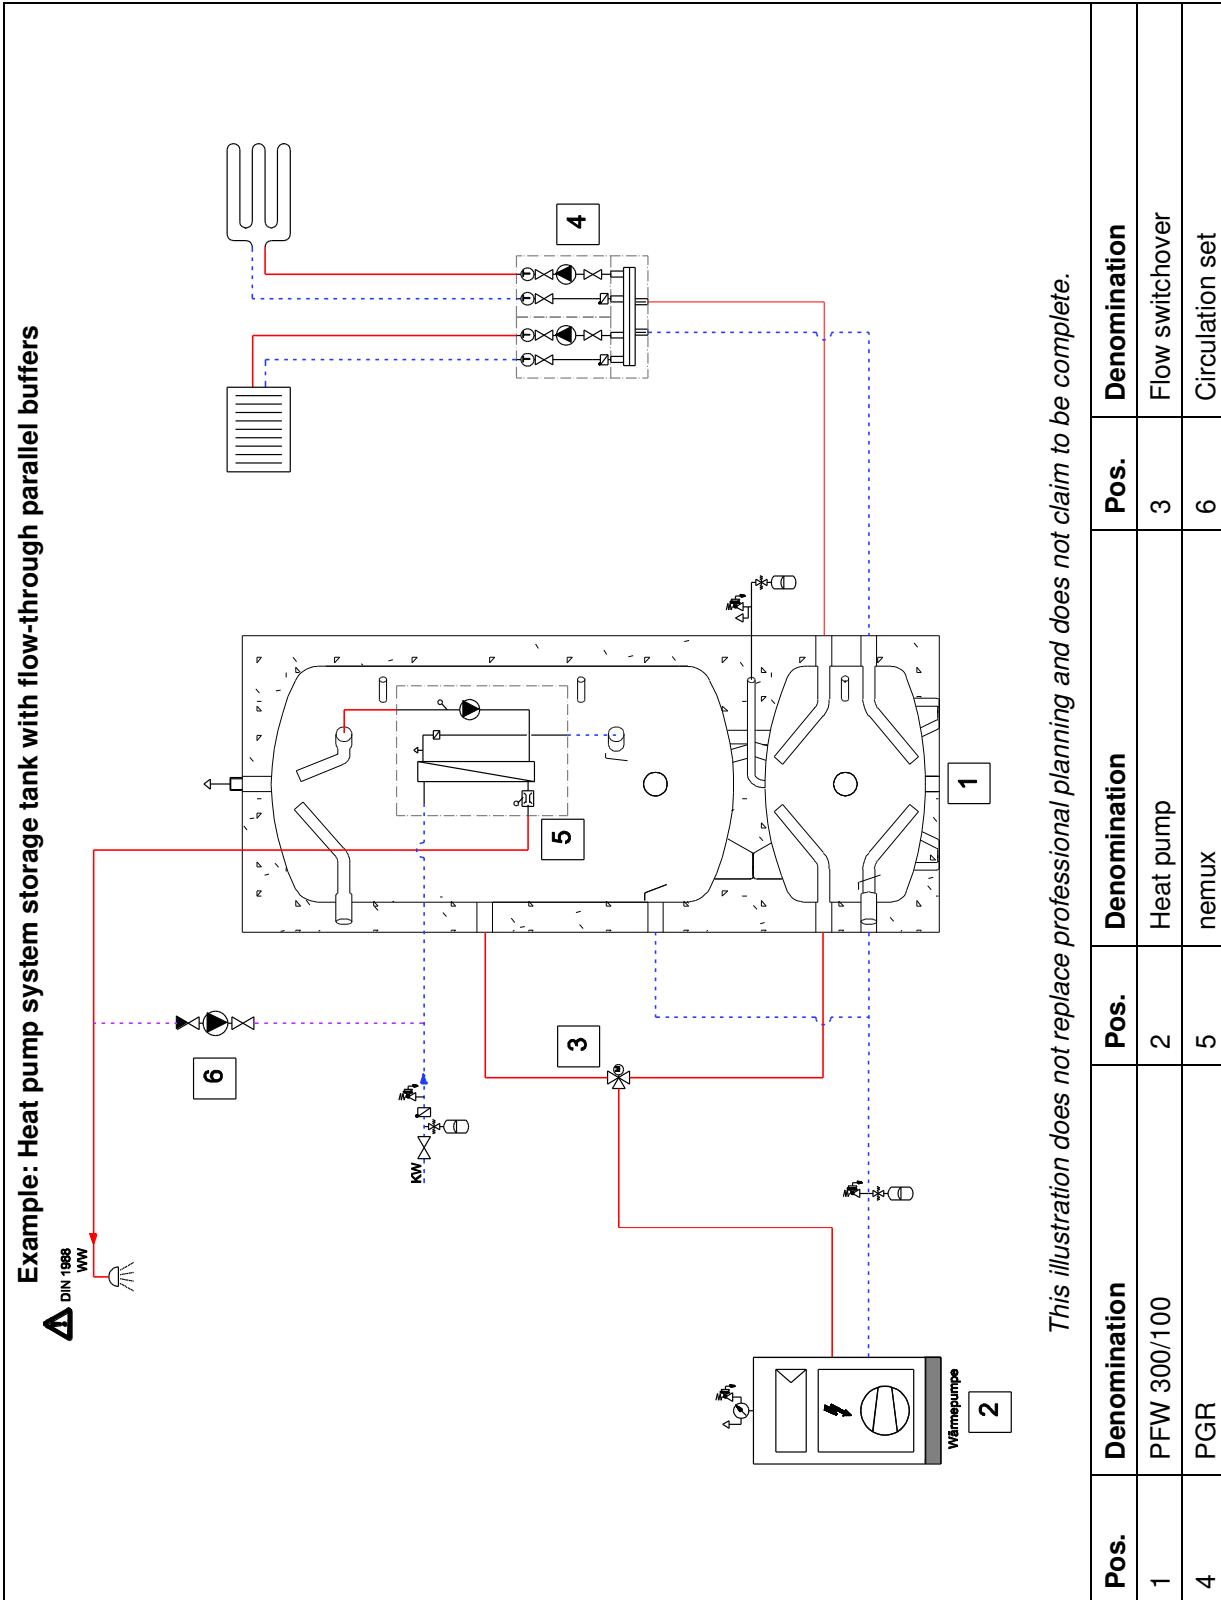 Example: Heat pump system storage tank with flow-through parallel buffers
DIN 1988
WW
KW
6
3
5
4
1
2
Wärmepumpe
This illustration does not replace professional planning and does not claim to be complete.
Pos. Denomination Pos. Denomination Pos. Denomination
1 PFW 300/100 2 Heat pump 3 Flow switchover
4 PGR 5 nemux 6 Circulation set